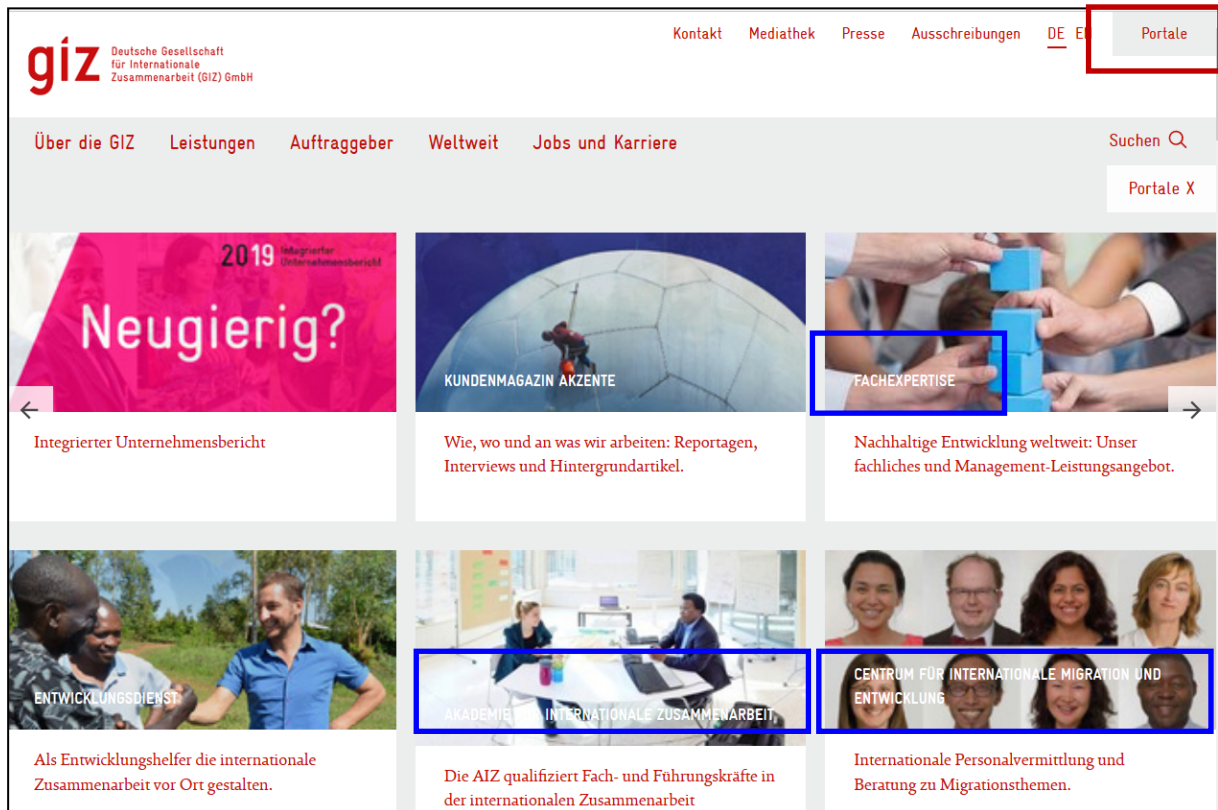 giz
Deutsche Gesellschaft
für Internationale
Zusammenarbeit (GIZ) GmbH
Kontakt Mediathek Presse Ausschreibungen DE Portale
Über die GIZ Leistungen Auftraggeber Weltweit Jobs und Karriere
Suchen
Portale X
2019 Integrierter
Unternehmensbericht
Neugierig?
Integrierter Unternehmensbericht
KUNDENMAGAZIN AKZENTE
Wie, wo und an was wir arbeiten: Reportagen,
Interviews und Hintergrundartikel.
FACHEXPERTISE
Nachhaltige Entwicklung weltweit: Unser
fachliches und Management-Leistungsangebot.
ENTWICKLUNGSDIENST
Als Entwicklungshelfer die internationale
Zusammenarbeit vor Ort gestalten.
AKADEMIE INTERNATIONALE ZUSAMMENARBEIT
Die AIZ qualifiziert Fach- und Führungskräfte in
der internationalen Zusammenarbeit
CENTRUM FÜR INTERNATIONALE MIGRATION UND
ENTWICKLUNG
Internationale Personalvermittlung und
Beratung zu Migrationsthemen.